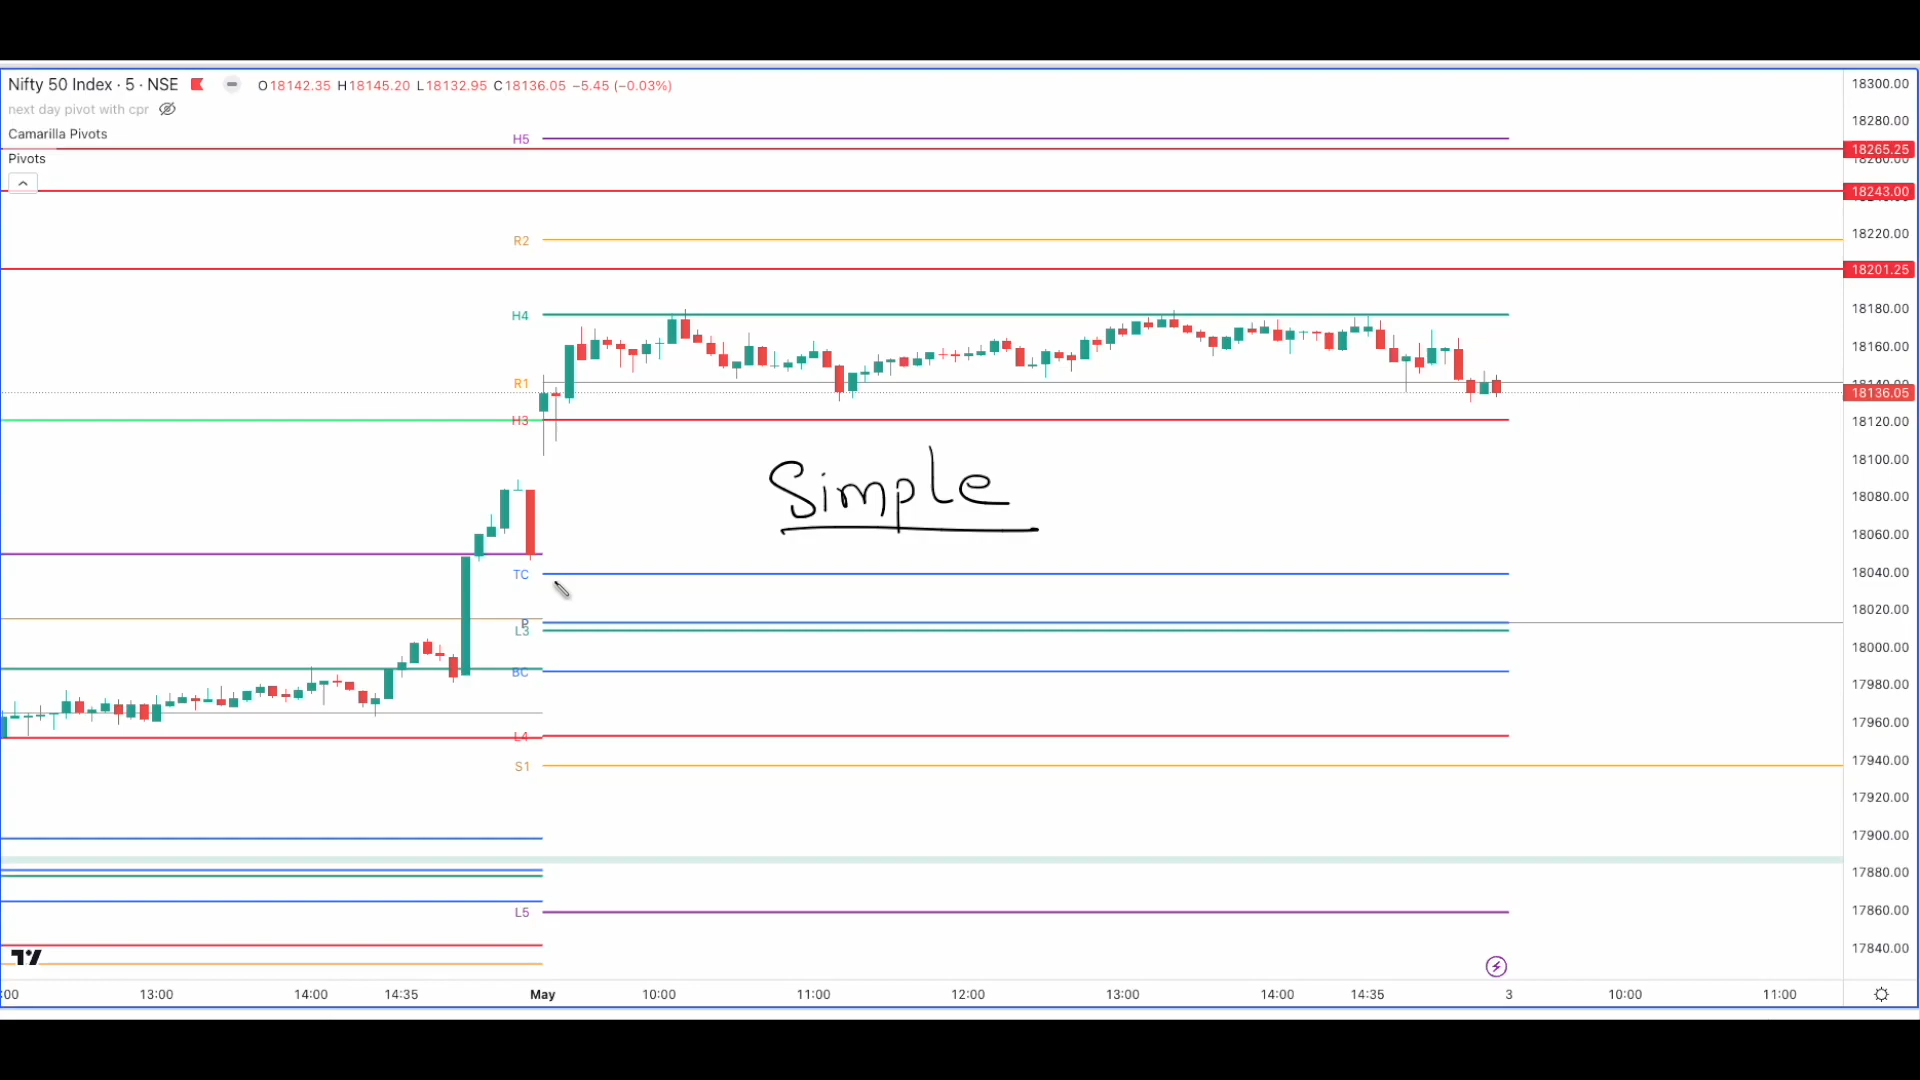 Nifty 50 Index · 5 · NSE O18142.35 H18145.20 L18132.95 C18136.05 −5.45 (−0.03%)
next day pivot with cpr
Camarilla Pivots
Pivots
H5
R2
H4
R1
H3
Simple
TC
P
L3
BC
L4
S1
L5
18300.00
18280.00
18265.25
18260.00
18243.00
18220.00
18201.25
18180.00
18160.00
18140.00
18136.05
18120.00
18100.00
18080.00
18060.00
18040.00
18020.00
18000.00
17980.00
17960.00
17940.00
17920.00
17900.00
17880.00
17860.00
17840.00
:00 13:00 14:00 14:35 May 10:00 11:00 12:00 13:00 14:00 14:35 3 10:00 11:00